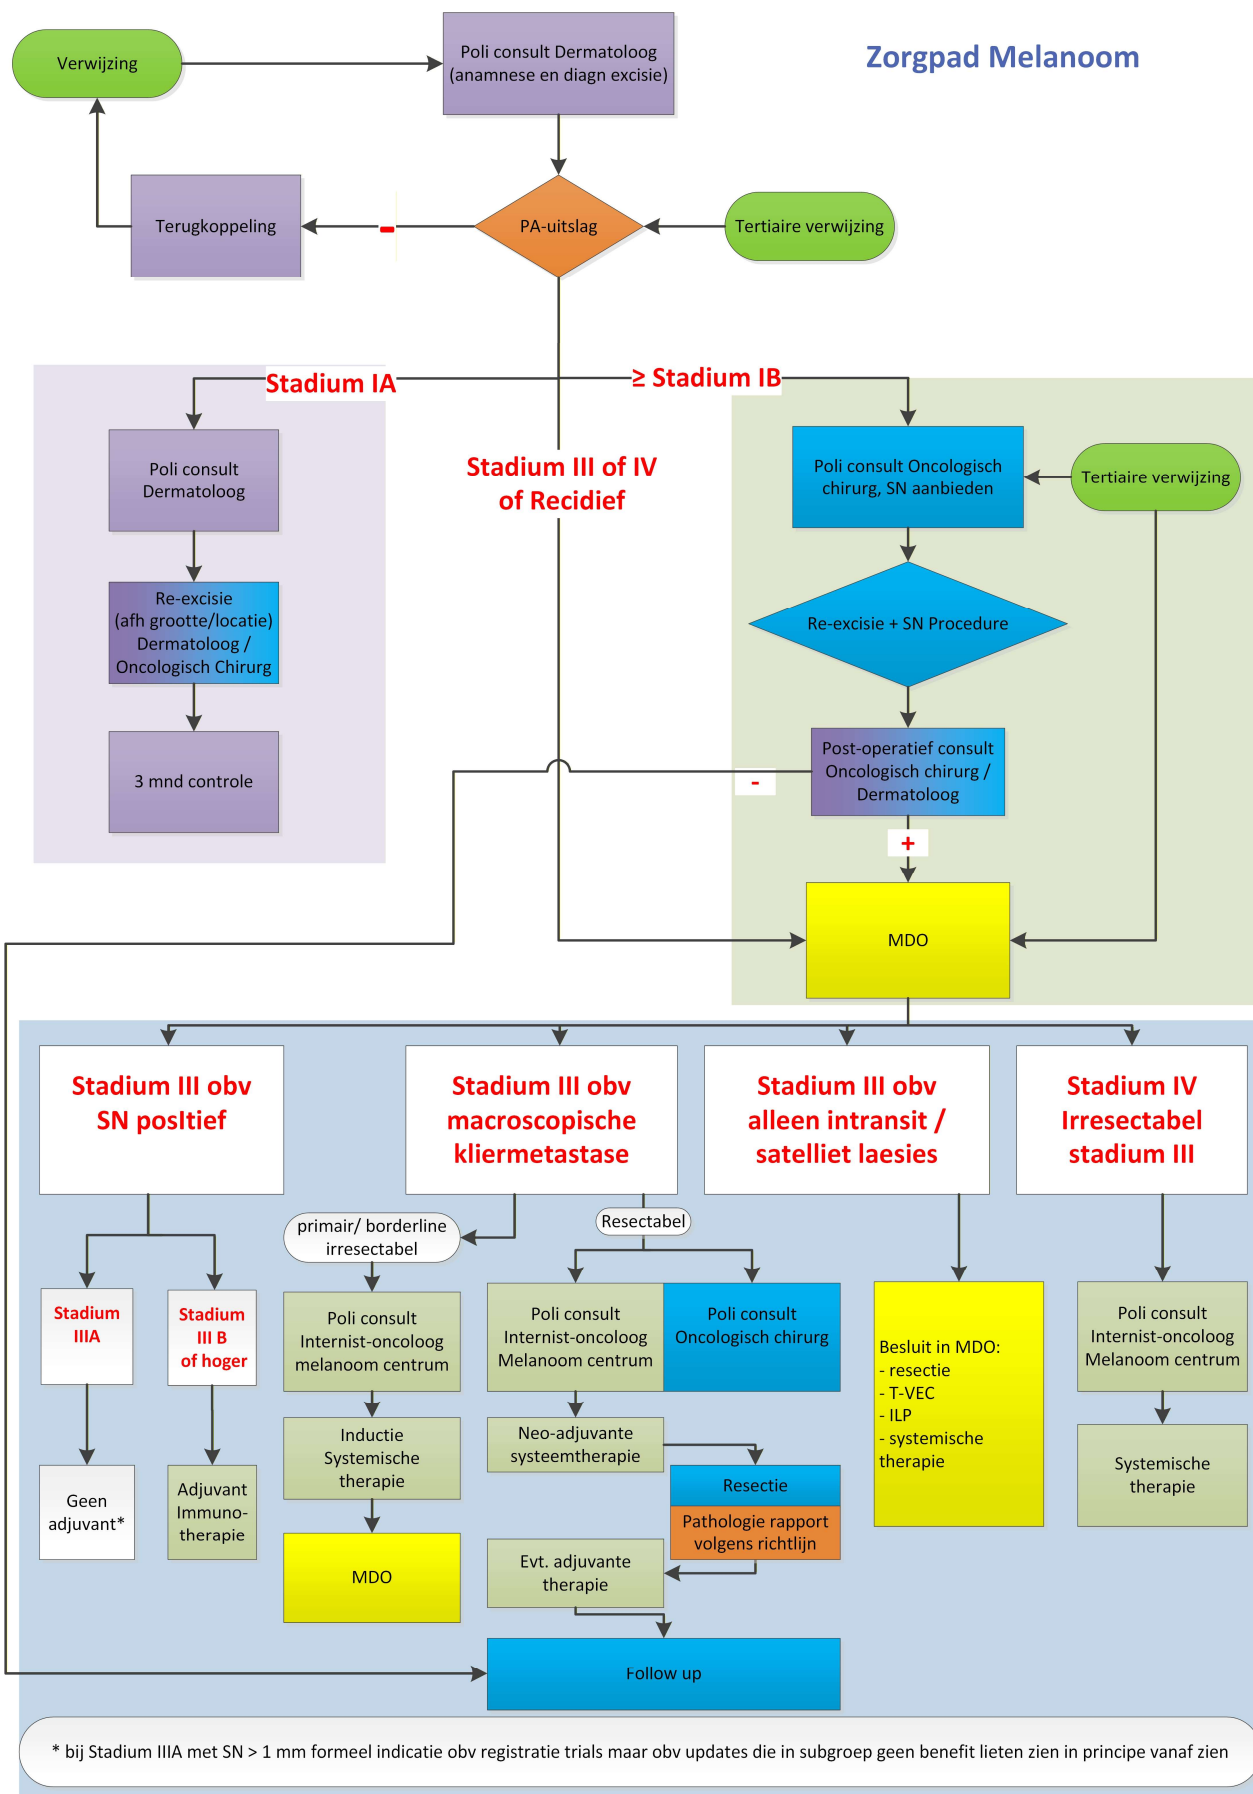 Zorgpad Melanoom
Verwijzing
Poli consult Dermatoloog
(anamnese en diagn excisie)
Terugkoppeling
-
PA-uitslag
Tertiaire verwijzing
Stadium IA
≥ Stadium IB
Stadium III of IV
of Recidief
Poli consult
Dermatoloog
Re-excisie
(afh grootte/locatie)
Dermatoloog /
Oncologisch Chirurg
3 mnd controle
Poli consult Oncologisch
chirurg, SN aanbieden
Tertiaire verwijzing
Re-excisie + SN Procedure
Post-operatief consult
Oncologisch chirurg /
Dermatoloog
-
+
MDO
Stadium III obv
SN posItief
Stadium III obv
macroscopische
kliermetastase
Stadium III obv
alleen intransit /
satelliet laesies
Stadium IV
Irresectabel
stadium III
primair/ borderline
irresectabel
Resectabel
Stadium
IIIA
Stadium
III B
of hoger
Poli consult
Internist-oncoloog
melanoom centrum
Poli consult
Internist-oncoloog
Melanoom centrum
Poli consult
Oncologisch chirurg
Besluit in MDO:
- resectie
- T-VEC
- ILP
- systemische
therapie
Poli consult
Internist-oncoloog
Melanoom centrum
Geen
adjuvant*
Adjuvant
Immuno-
therapie
Inductie
Systemische
therapie
MDO
Neo-adjuvante
systeemtherapie
Resectie
Pathologie rapport
volgens richtlijn
Evt. adjuvante
therapie
Systemische
therapie
Follow up
* bij Stadium IIIA met SN > 1 mm formeel indicatie obv registratie trials maar obv updates die in subgroep geen benefit lieten zien in principe vanaf zien